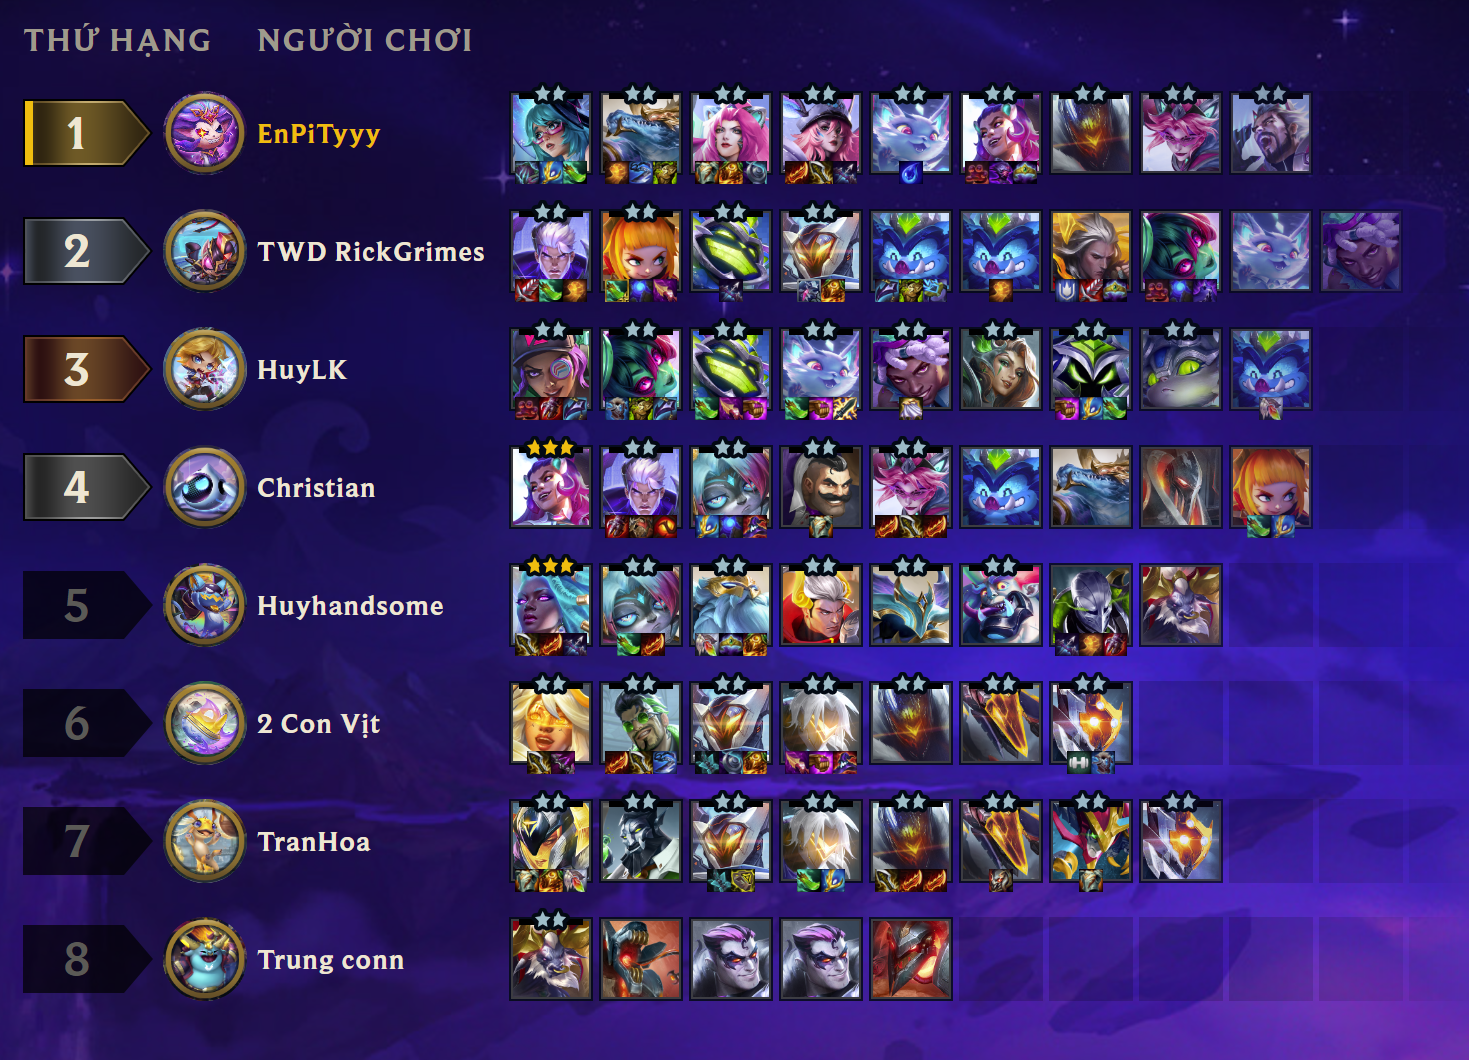 THỨ HẠNG NGƯỜI CHƠI
1 EnPiTyyy
2 TWD RickGrimes
3 HuyLK
4 Christian
5 Huyhandsome
6 2 Con Vịt
7 TranHoa
8 Trung conn